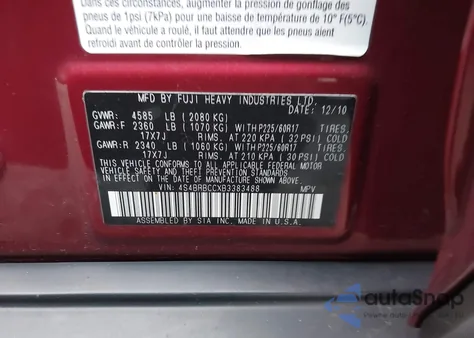 Dans ces circonstances, augmenter la pression de gonflage
des pneus de 1psi (7kPa) pour une baisse de température de 10° F(5°C).
Quand le véhicule a roulé, il faut attendre que les pneus aient
refroidi avant de contrôler la pression.
MFD BY FUJI HEAVY INDUSTRIES LTD.
DATE: 12/10
GVWR: 4585 LB (2080 KG)
GAWR:F 2360 LB (1070 KG) WITH P225/60R17 TIRES,
17X7J RIMS, AT 220 KPA ( 32 PSI) COLD
GAWR:R 2340 LB (1060 KG) WITH P225/60R17 TIRES,
17X7J RIMS, AT 210 KPA ( 30 PSI) COLD
THIS VEHICLE CONFORMS TO ALL APPLICABLE FEDERAL MOTOR
VEHICLE SAFETY, BUMPER, AND THEFT PREVENTION STANDARDS
IN EFFECT ON THE DATE OF MANUFACTURE SHOWN ABOVE.
VIN: 4S4BRBCCXB3383488 MPV
ASSEMBLED BY SIA INC. MADE IN U.S.A.
autoSnap